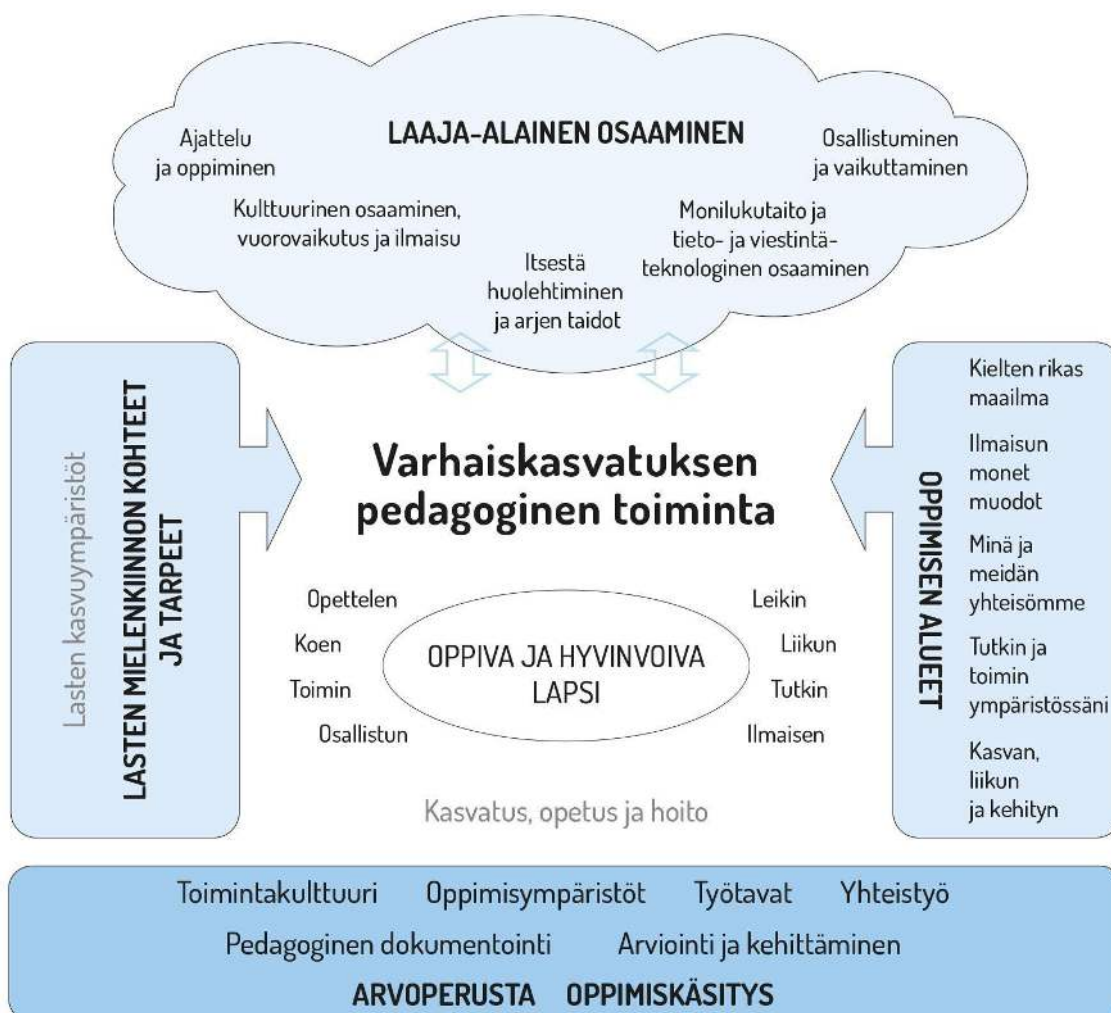 LAAJA-ALAINEN OSAAMINEN
Ajattelu
ja oppiminen
Kulttuurinen osaaminen,
vuorovaikutus ja ilmaisu
Itsestä
huolehtiminen
ja arjen taidot
Monilukutaito ja
tieto- ja viestintä-
teknologinen osaaminen
Osallistuminen
ja vaikuttaminen
Lasten kasvuympäristöt
LASTEN MIELENKIINNON KOHTEET
JA TARPEET
Varhaiskasvatuksen
pedagoginen toiminta
Opettelen
Koen
Toimin
Osallistun
OPPIVA JA HYVINVOIVA
LAPSI
Leikin
Liikun
Tutkin
Ilmaisen
Kasvatus, opetus ja hoito
OPPIMISEN ALUEET
Kielten rikas
maailma
Ilmaisun
monet
muodot
Minä ja
meidän
yhteisömme
Tutkin ja
toimin
ympäristössäni
Kasvan,
liikun
ja kehityn
Toimintakulttuuri Oppimisympäristöt Työtavat Yhteistyö
Pedagoginen dokumentointi Arviointi ja kehittäminen
ARVOPERUSTA OPPIMISKÄSITYS